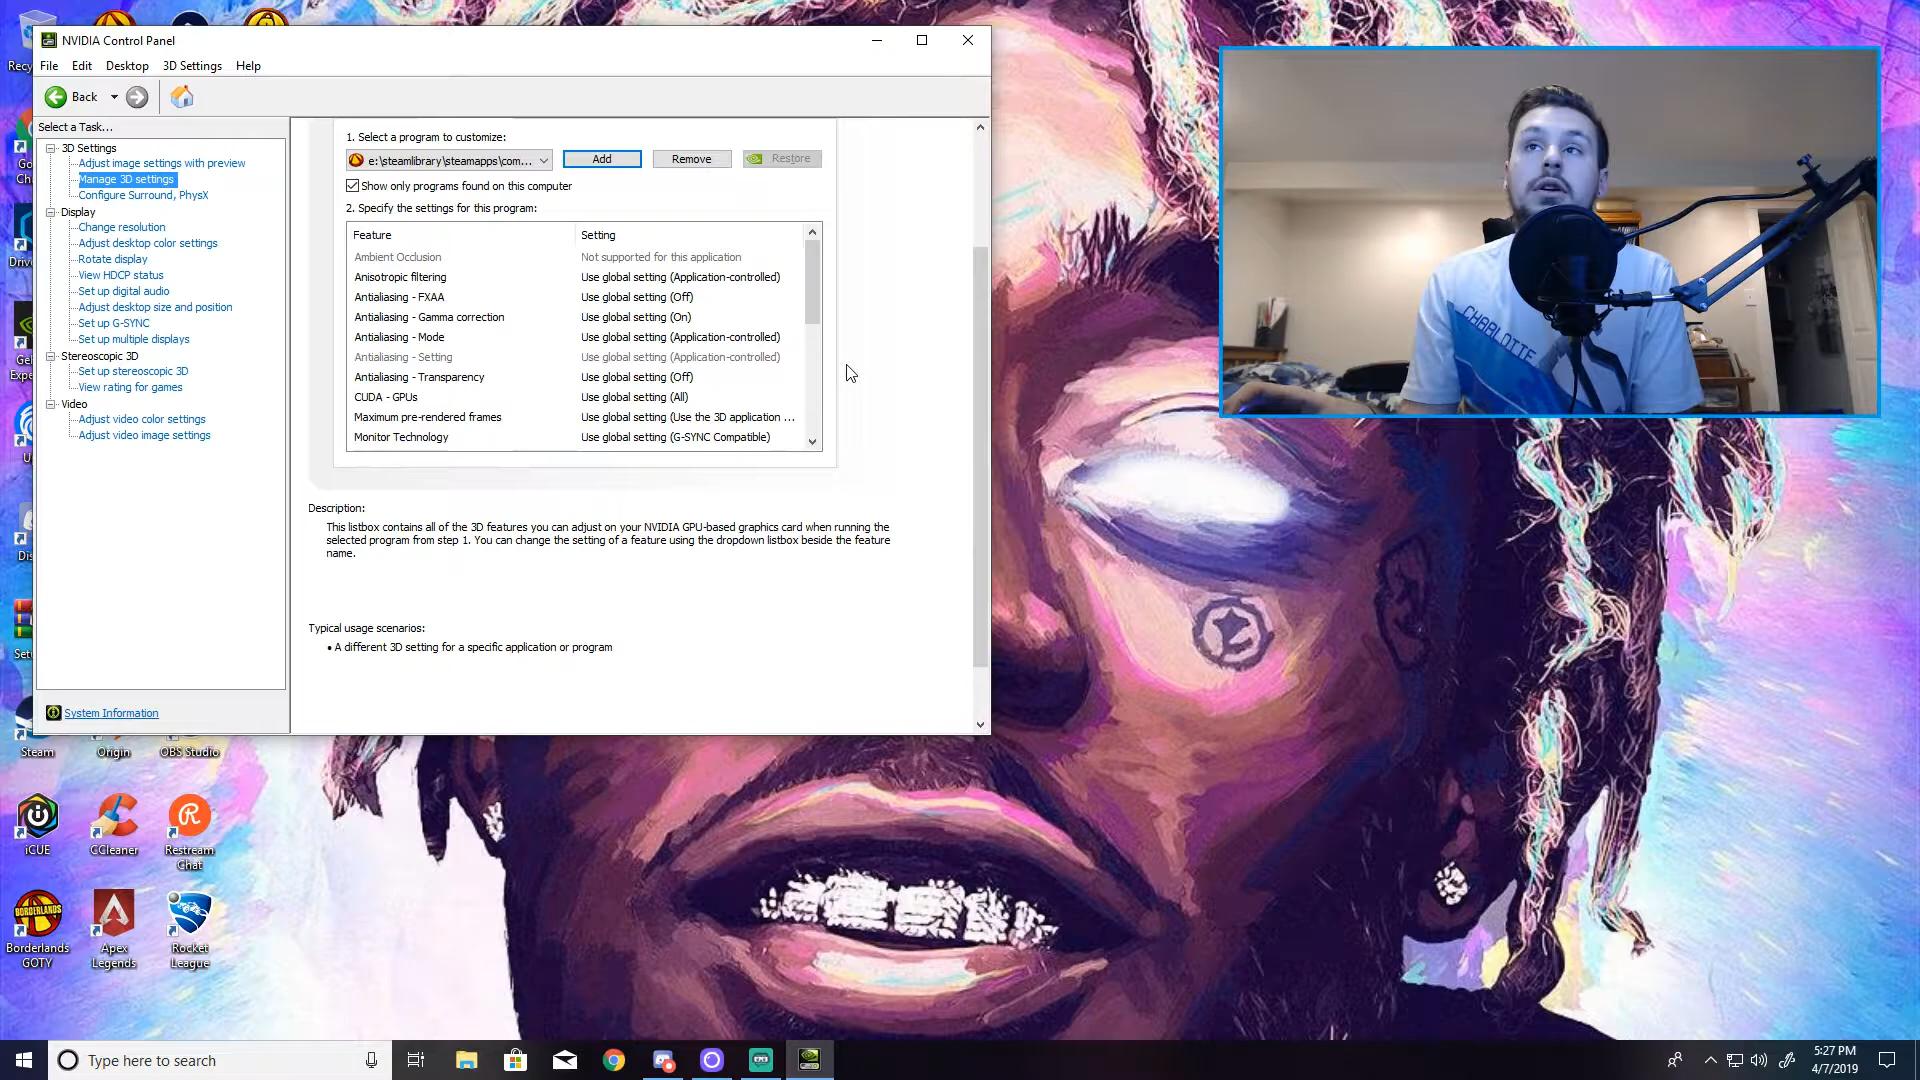 NVIDIA Control Panel
File Edit Desktop 3D Settings Help
Back
Select a Task...
3D Settings
Adjust image settings with preview
Manage 3D settings
Configure Surround, PhysX
Display
Change resolution
Adjust desktop color settings
Rotate display
View HDCP status
Set up digital audio
Adjust desktop size and position
Set up G-SYNC
Set up multiple displays
Stereoscopic 3D
Set up stereoscopic 3D
View rating for games
Video
Adjust video color settings
Adjust video image settings
System Information
1. Select a program to customize:
e:\steamlibrary\steamapps\com... Add Remove Restore
Show only programs found on this computer
2. Specify the settings for this program:
Feature Setting
Ambient Occlusion Not supported for this application
Anisotropic filtering Use global setting (Application-controlled)
Antialiasing - FXAA Use global setting (Off)
Antialiasing - Gamma correction Use global setting (On)
Antialiasing - Mode Use global setting (Application-controlled)
Antialiasing - Setting Use global setting (Application-controlled)
Antialiasing - Transparency Use global setting (Off)
CUDA - GPUs Use global setting (All)
Maximum pre-rendered frames Use global setting (Use the 3D application ...
Monitor Technology Use global setting (G-SYNC Compatible)
Description:
This listbox contains all of the 3D features you can adjust on your NVIDIA GPU-based graphics card when running the
selected program from step 1. You can change the setting of a feature using the dropdown listbox beside the feature
name.
Typical usage scenarios:
• A different 3D setting for a specific application or program
CHARLOTTE
Steam Origin OBS Studio
iCUE CCleaner Restream
Chat
BORDERLANDS
Borderlands Apex Rocket
GOTY Legends League
Type here to search
5:27 PM
4/7/2019